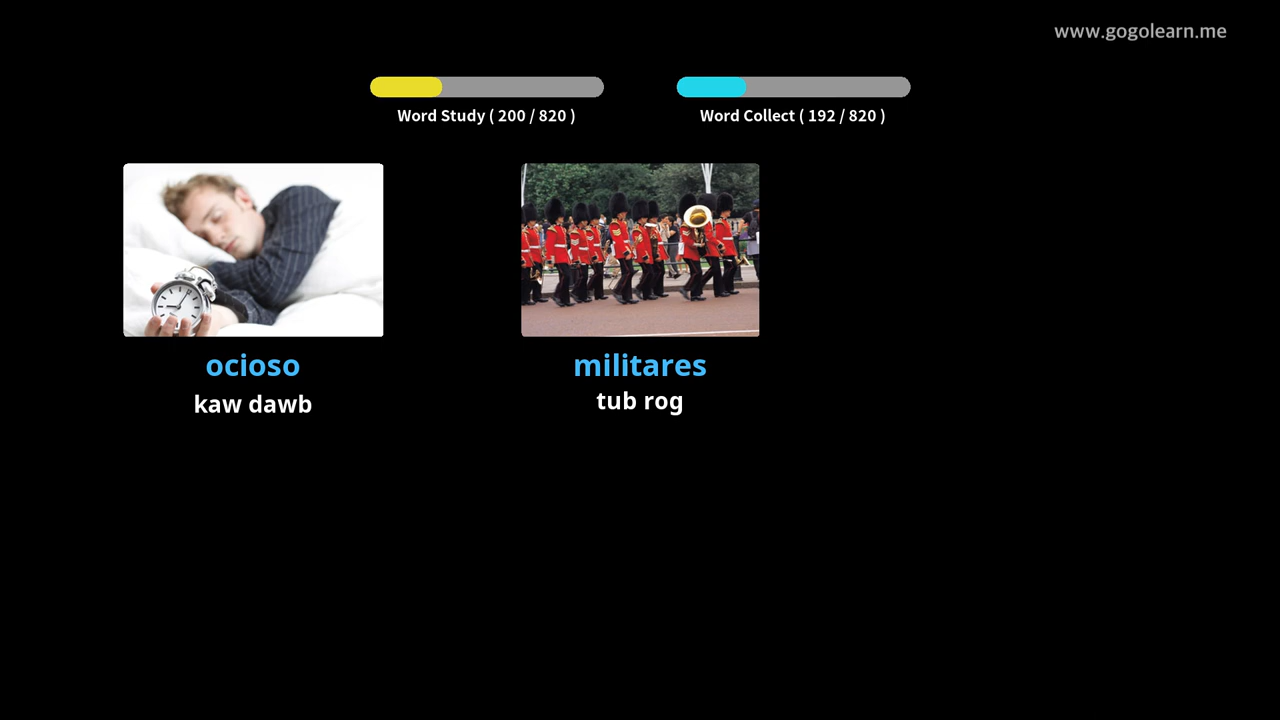 www.gogolearn.me
Word Study ( 200 / 820 )
Word Collect ( 192 / 820 )
ocioso
kaw dawb
militares
tub rog